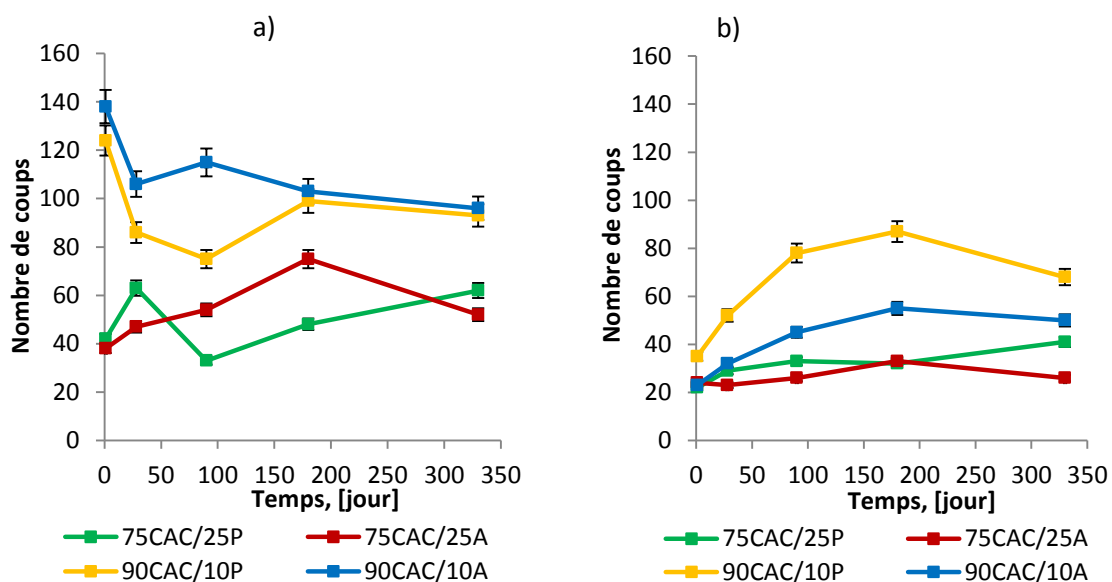 a)
160
140
120
100
80
60
40
20
0
Nombre de coups
0 50 100 150 200 250 300 350
Temps, [jour]
75CAC/25P 75CAC/25A
90CAC/10P 90CAC/10A
b)
160
140
120
100
80
60
40
20
0
Nombre de coups
0 50 100 150 200 250 300 350
Temps, [jour]
75CAC/25P 75CAC/25A
90CAC/10P 90CAC/10A